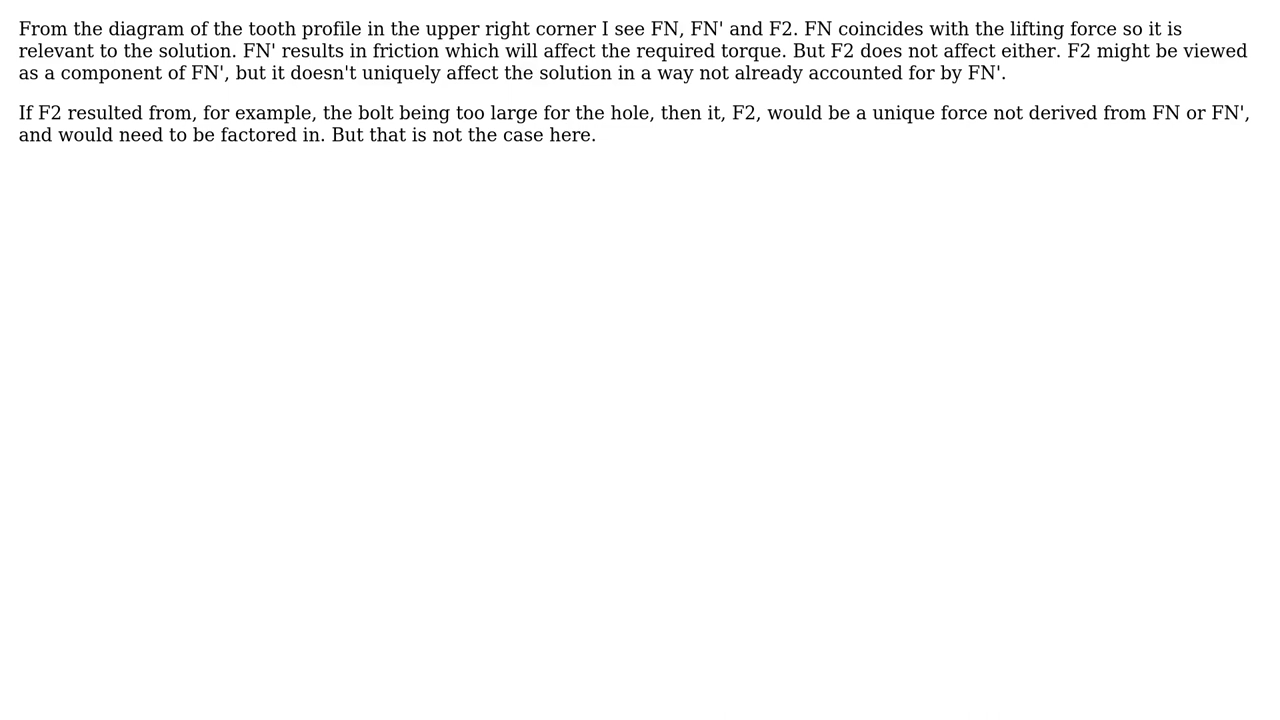 From the diagram of the tooth profile in the upper right corner I see FN, FN' and F2. FN coincides with the lifting force so it is
relevant to the solution. FN' results in friction which will affect the required torque. But F2 does not affect either. F2 might be viewed
as a component of FN', but it doesn't uniquely affect the solution in a way not already accounted for by FN'.
If F2 resulted from, for example, the bolt being too large for the hole, then it, F2, would be a unique force not derived from FN or FN',
and would need to be factored in. But that is not the case here.